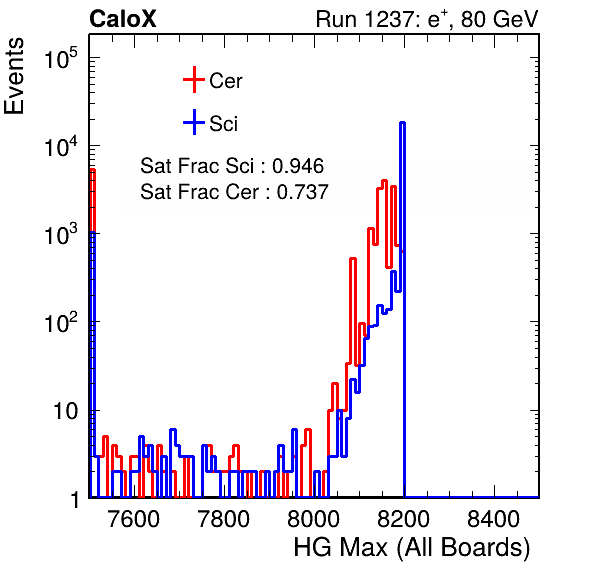 CaloX Run 1237: e⁺, 80 GeV
Events
Cer
Sci
Sat Frac Sci : 0.946
Sat Frac Cer : 0.737
10⁵
10⁴
10³
10²
10
1
7600 7800 8000 8200 8400
HG Max (All Boards)